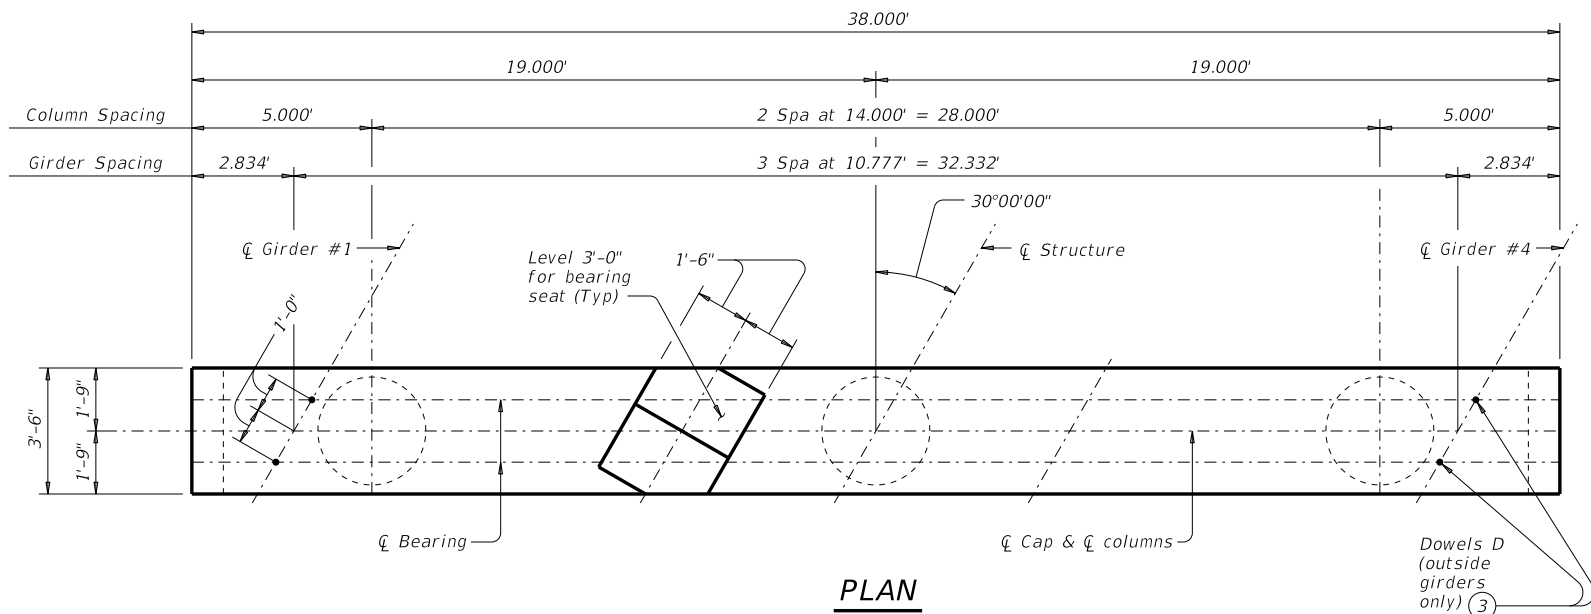 38.000'
19.000' 19.000'
Column Spacing 5.000' 2 Spa at 14.000' = 28.000' 5.000'
Girder Spacing 2.834' 3 Spa at 10.777' = 32.332' 2.834'
30°00'00"
℄ Girder #1
Level 3'-0"
for bearing
seat (Typ)
1'-6"
℄ Structure
℄ Girder #4
1'-0"
3'-6"
1'-9"
1'-9"
℄ Bearing
℄ Cap & ℄ columns
Dowels D
(outside
girders
only) 3
PLAN